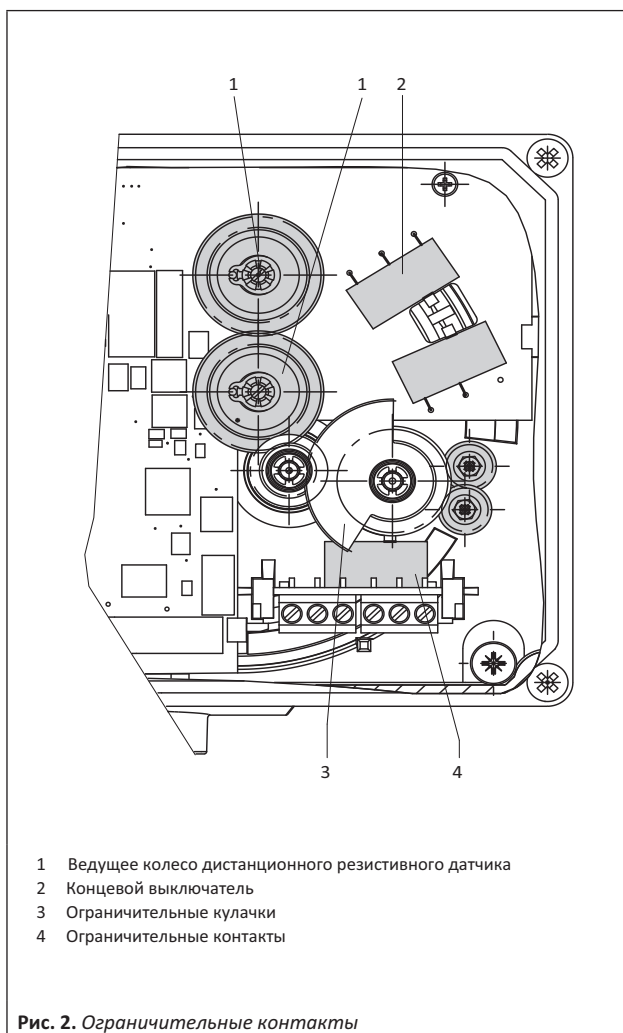 1 1 2
3 4
1 Ведущее колесо дистанционного резистивного датчика
2 Концевой выключатель
3 Ограничительные кулачки
4 Ограничительные контакты
Рис. 2. Ограничительные контакты